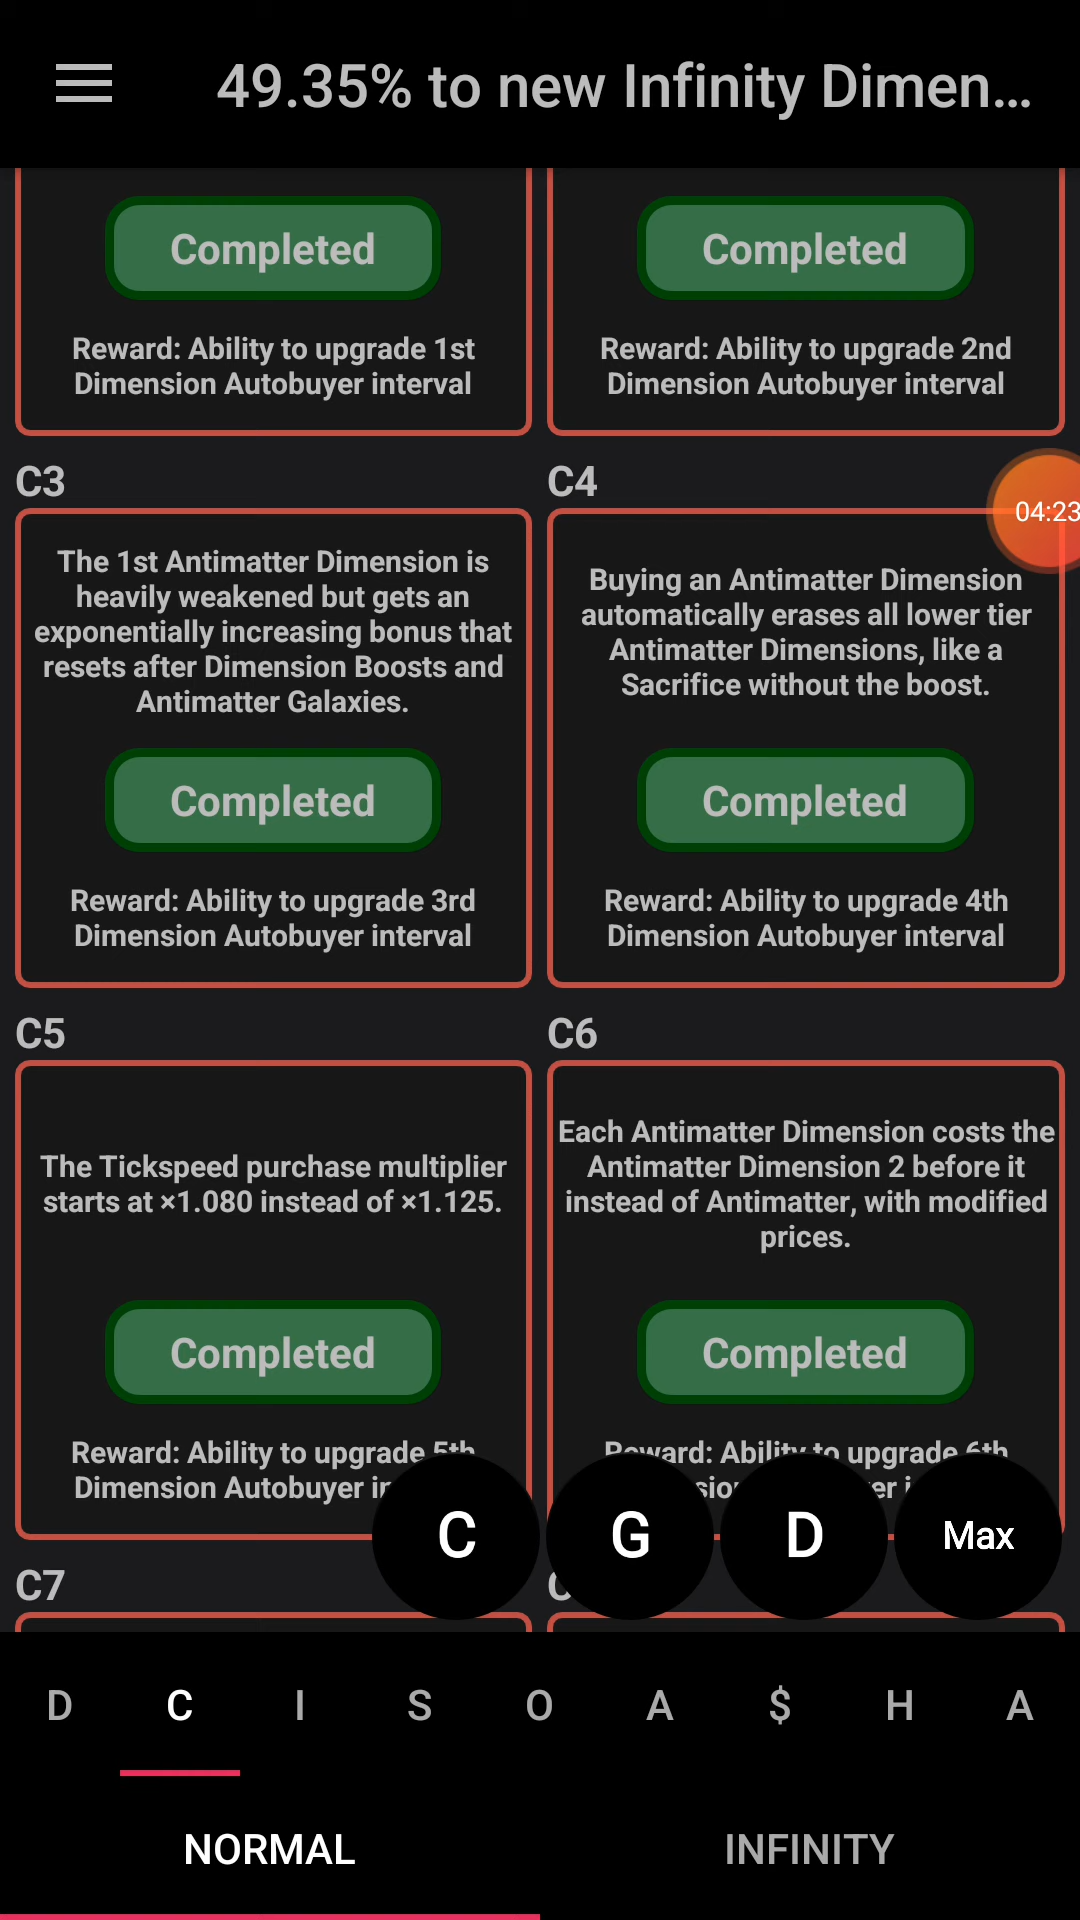 49.35% to new Infinity Dimen...
Completed
Completed
Reward: Ability to upgrade 1st
Dimension Autobuyer interval
Reward: Ability to upgrade 2nd
Dimension Autobuyer interval
C3
C4
04:23
The 1st Antimatter Dimension is
heavily weakened but gets an
exponentially increasing bonus that
resets after Dimension Boosts and
Antimatter Galaxies.
Buying an Antimatter Dimension
automatically erases all lower tier
Antimatter Dimensions, like a
Sacrifice without the boost.
Completed
Completed
Reward: Ability to upgrade 3rd
Dimension Autobuyer interval
Reward: Ability to upgrade 4th
Dimension Autobuyer interval
C5
C6
The Tickspeed purchase multiplier
starts at ×1.080 instead of ×1.125.
Each Antimatter Dimension costs the
Antimatter Dimension 2 before it
instead of Antimatter, with modified
prices.
Completed
Completed
Reward: Ability to upgrade 5th
Dimension Autobuyer
Reward: Ability to upgrade 6th
C
G
D
Max
C7
D
C
I
S
O
A
$
H
A
NORMAL
INFINITY